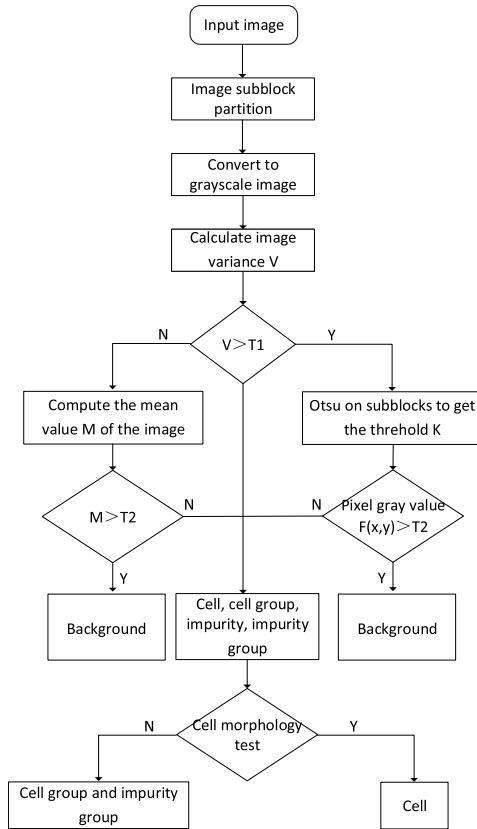 Input image
Image subblock
partition
Convert to
grayscale image
Calculate image
variance V
V＞T1
N
Y
Compute the mean
value M of the image
Otsu on subblocks to get
the threhold K
M＞T2
N
N
Pixel gray value
F(x,y)＞T2
Y
Y
Background
Cell, cell group,
impurity, impurity
group
Background
Cell morphology
test
N
Y
Cell group and impurity
group
Cell